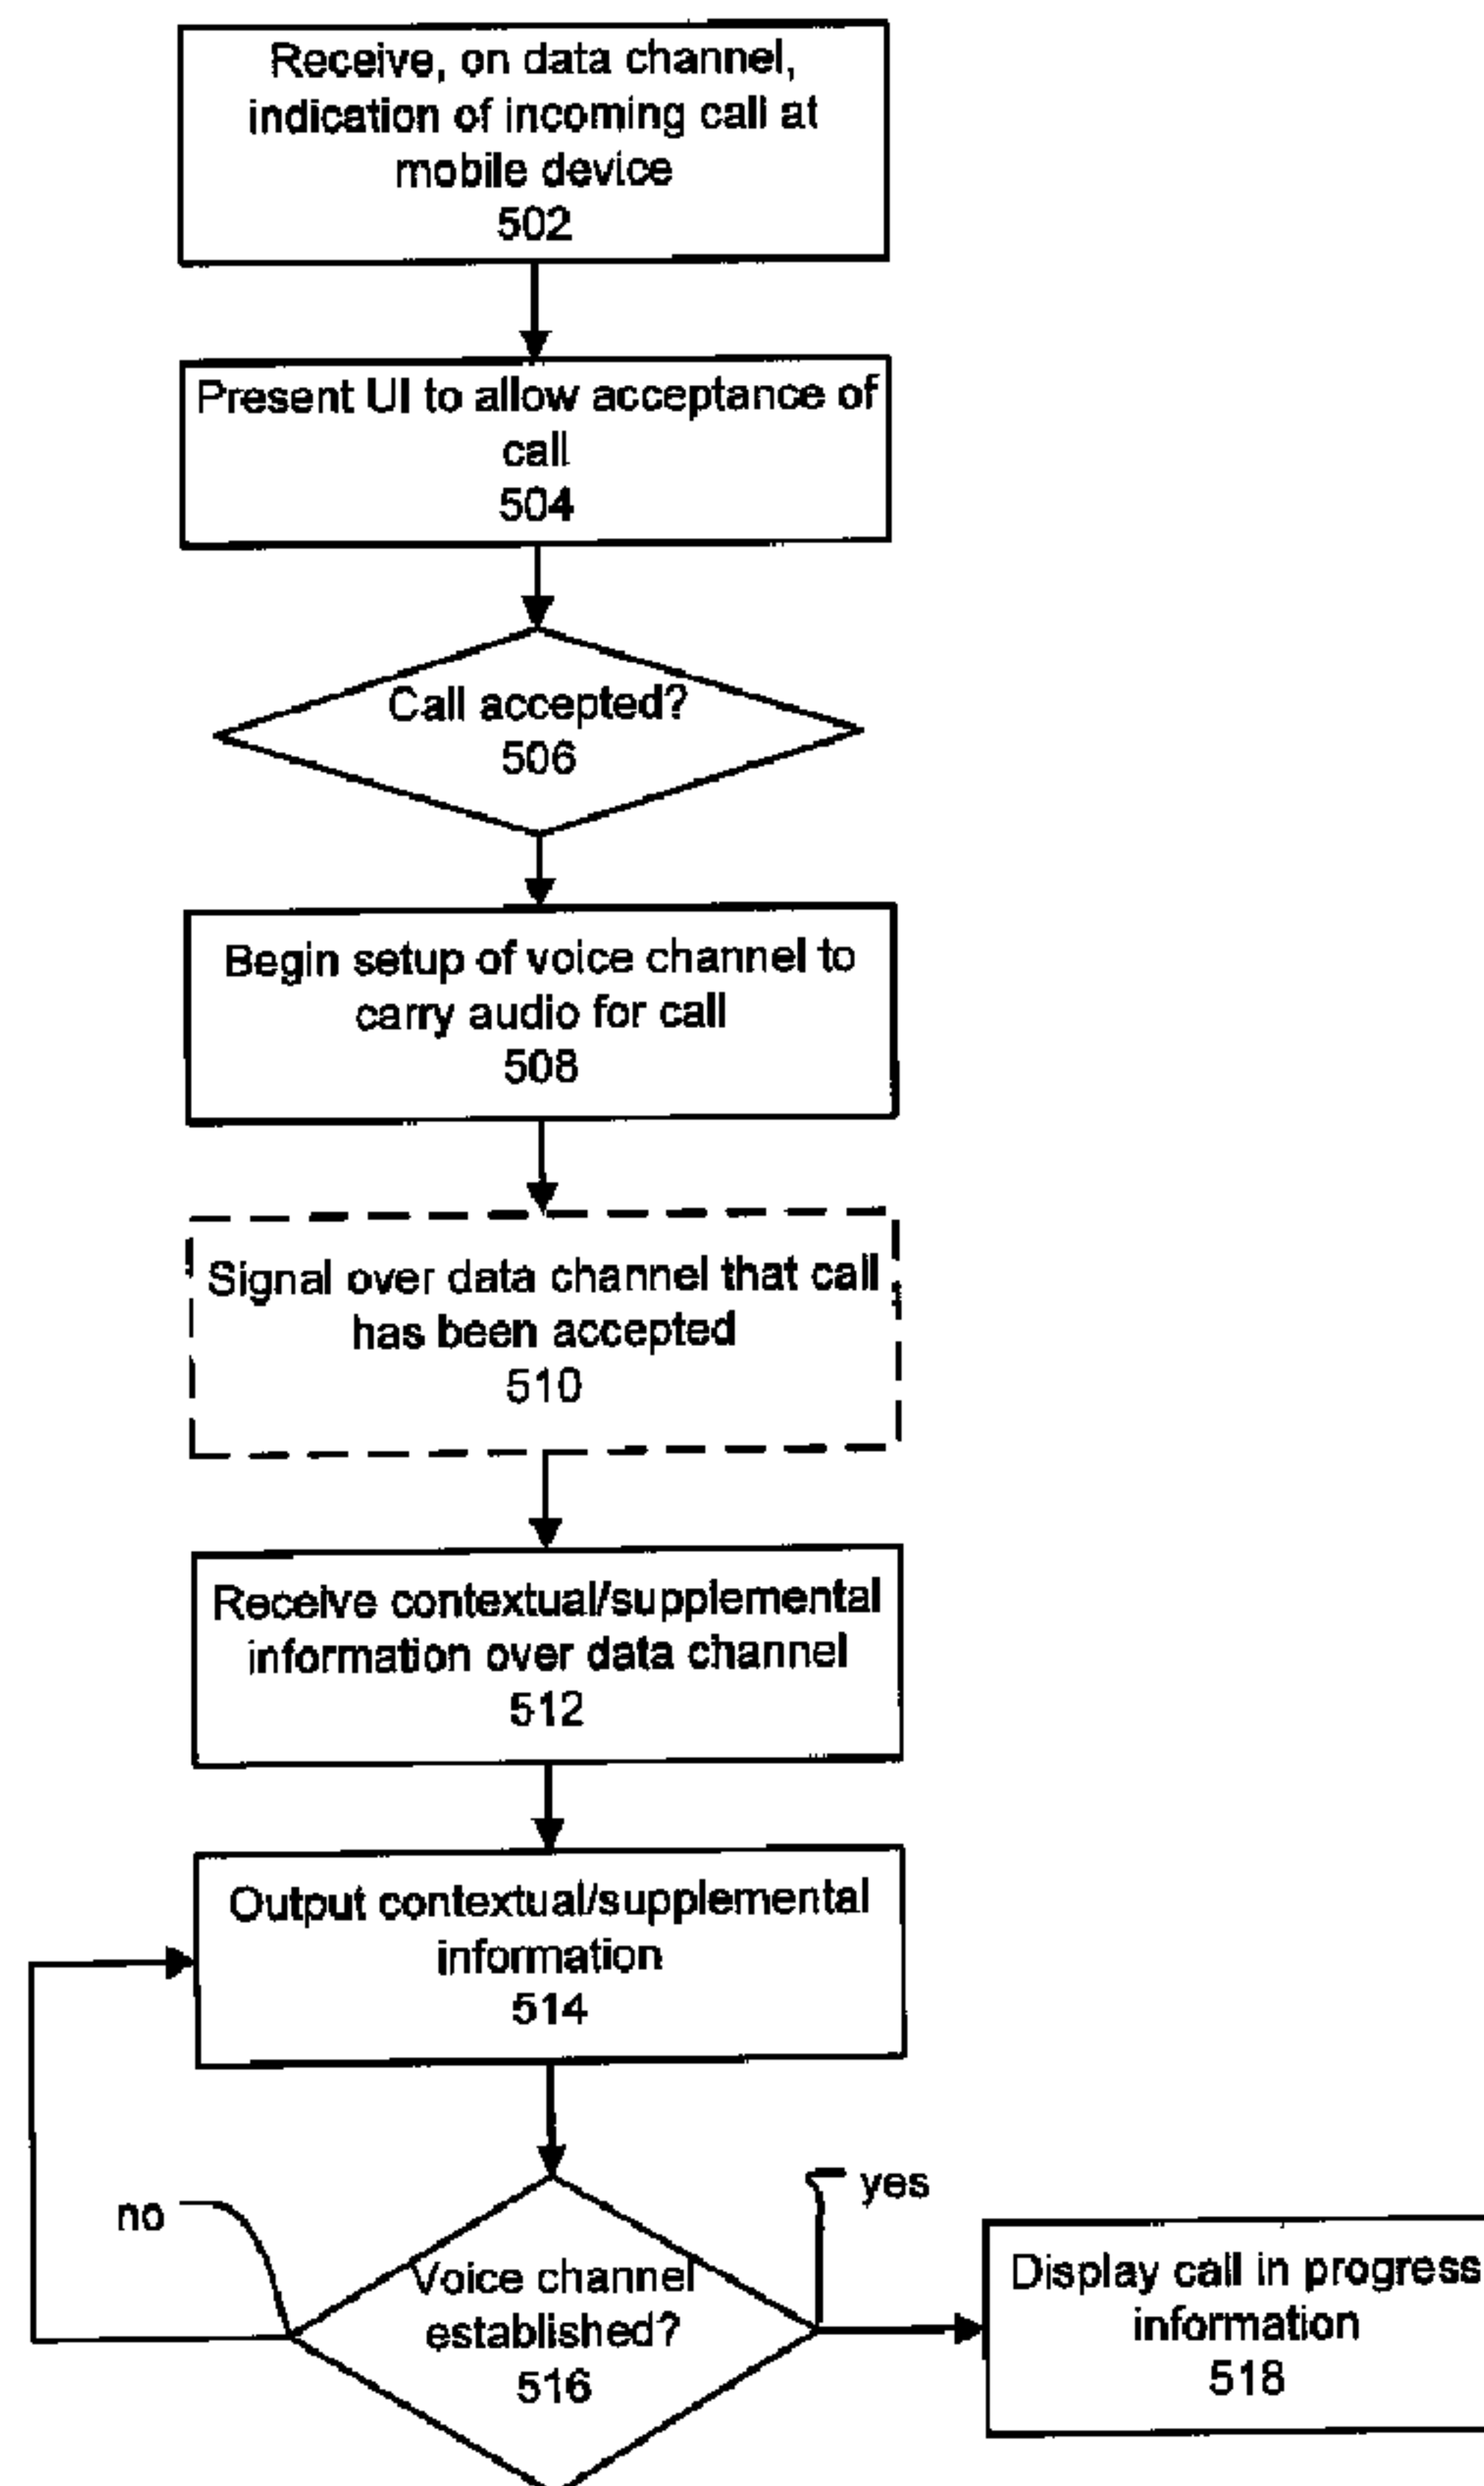 Receive, on data channel,
indication of incoming call at
mobile device
502
Present UI to allow acceptance of
call
504
Call accepted?
506
Begin setup of voice channel to
carry audio for call
508
Signal over data channel that call
has been accepted
510
Receive contextual/supplemental
information over data channel
512
Output contextual/supplemental
information
514
no
yes
Voice channel
established?
516
Display call in progress
information
518